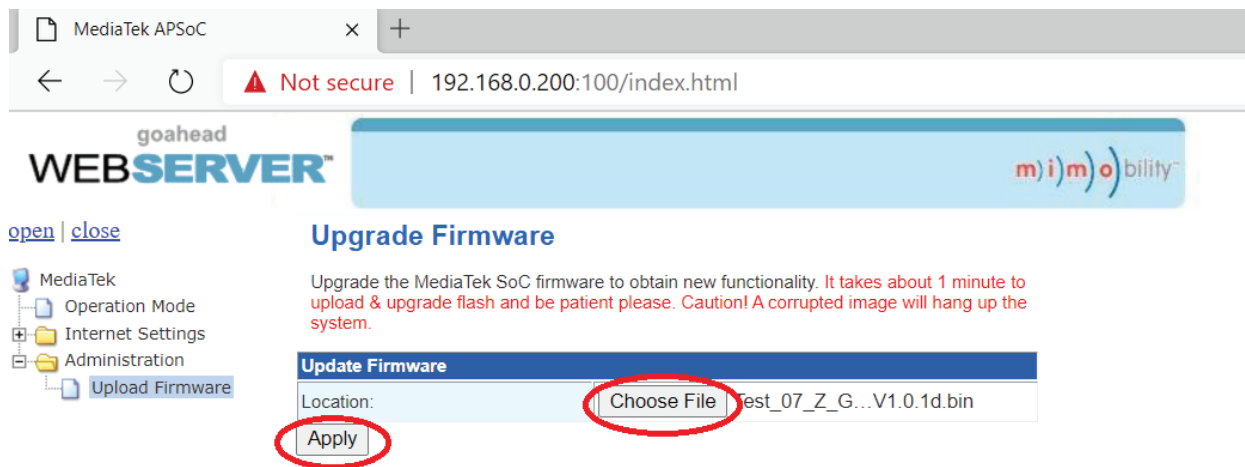 MediaTek APSoC
Not secure | 192.168.0.200:100/index.html
goahead
WEBSERVER™
m)i)m)o)bility™
open | close
Upgrade Firmware
MediaTek
Operation Mode
Internet Settings
Administration
Upload Firmware
Upgrade the MediaTek SoC firmware to obtain new functionality. It takes about 1 minute to
upload & upgrade flash and be patient please. Caution! A corrupted image will hang up the
system.
Update Firmware
Location:
Choose File Test_07_Z_G...V1.0.1d.bin
Apply